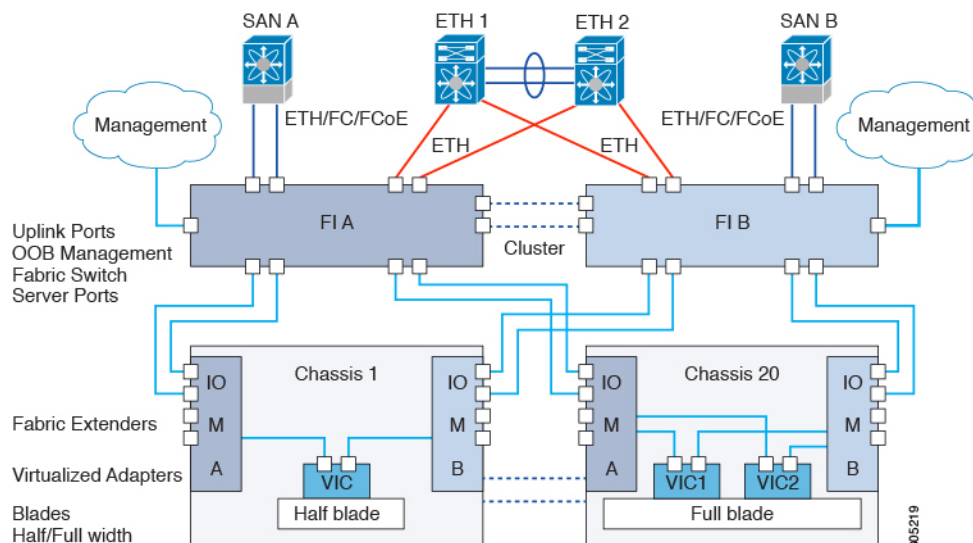 SAN A
ETH 1
ETH 2
SAN B
Management
ETH/FC/FCoE
ETH
ETH
ETH/FC/FCoE
Management
FI A
FI B
Cluster
Uplink Ports
OOB Management
Fabric Switch
Server Ports
Chassis 1
IO
M
A
IO
M
B
Chassis 20
IO
M
A
IO
M
B
Fabric Extenders
Virtualized Adapters
VIC
VIC1
VIC2
Blades
Half/Full width
Half blade
Full blade